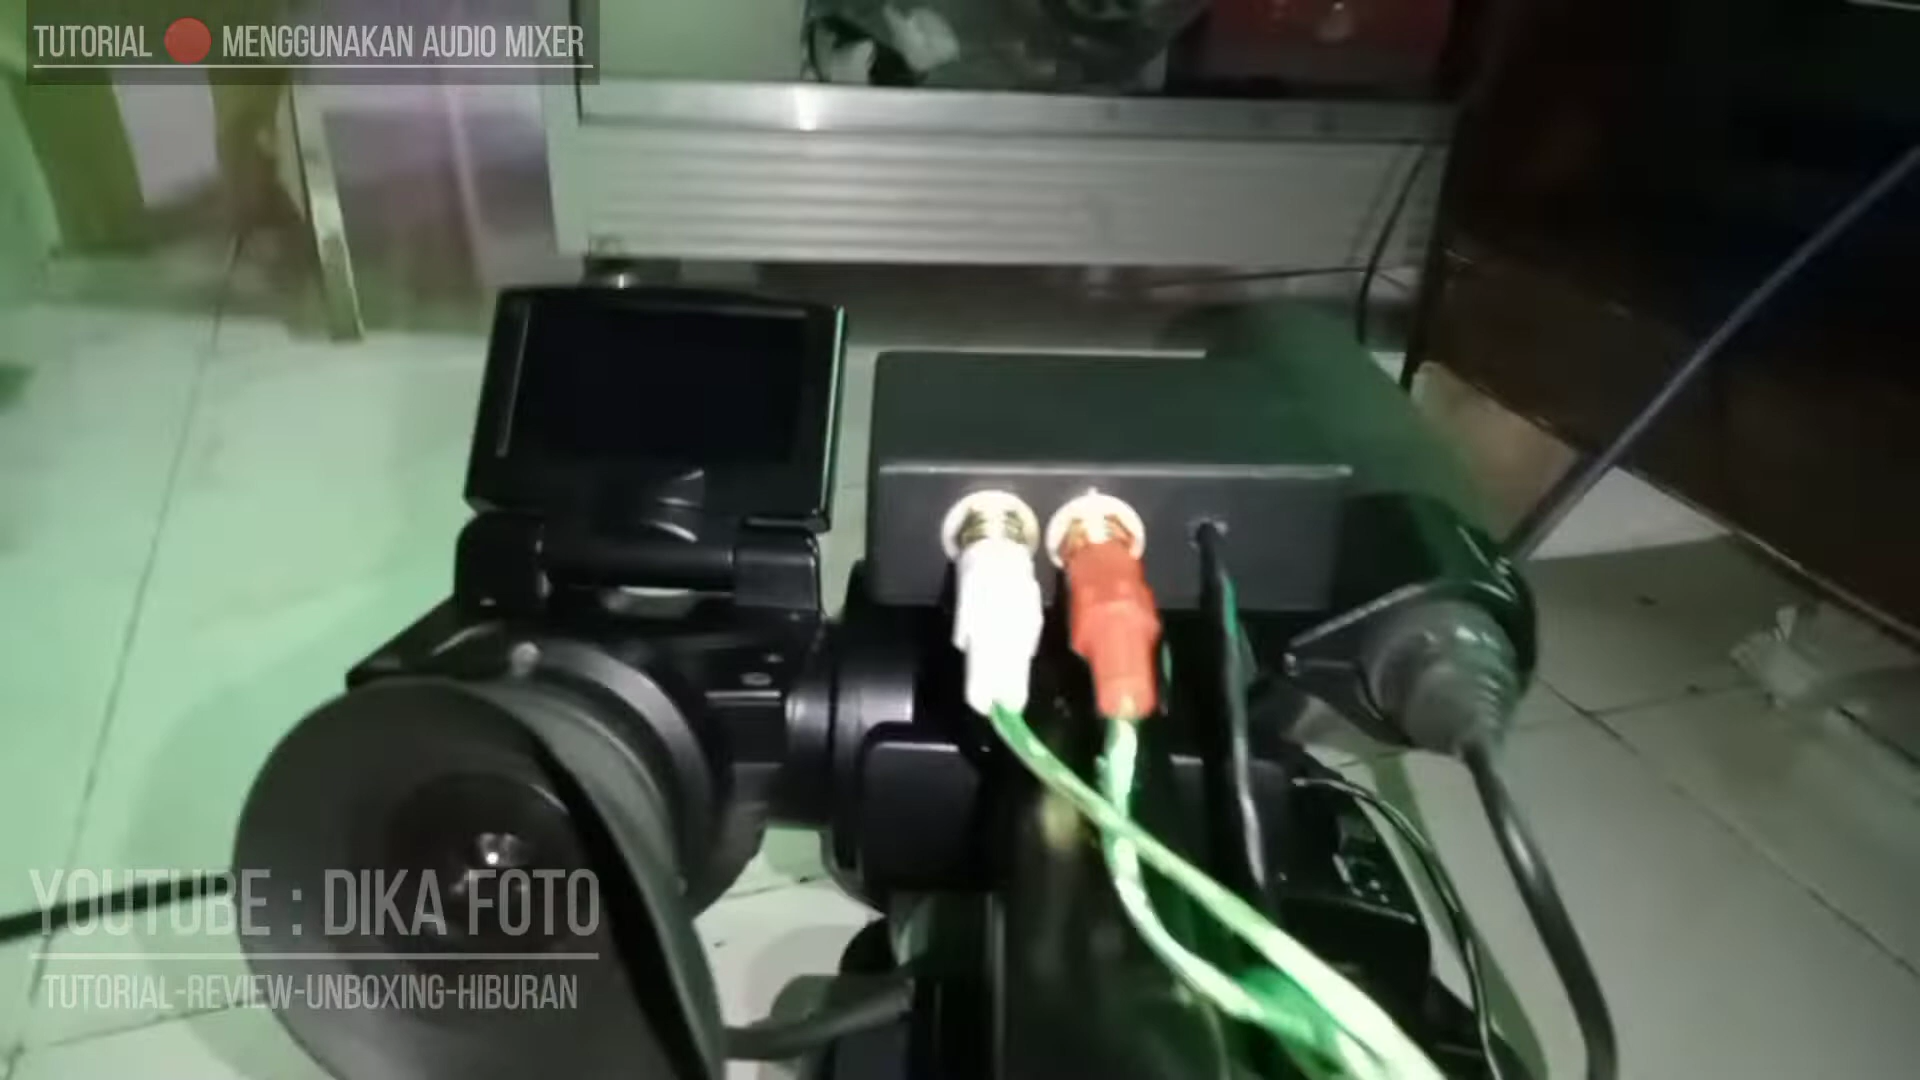 TUTORIAL 🔴 MENGGUNAKAN AUDIO MIXER
YOUTUBE : DIKA FOTO
TUTORIAL-REVIEW-UNBOXING-HIBURAN